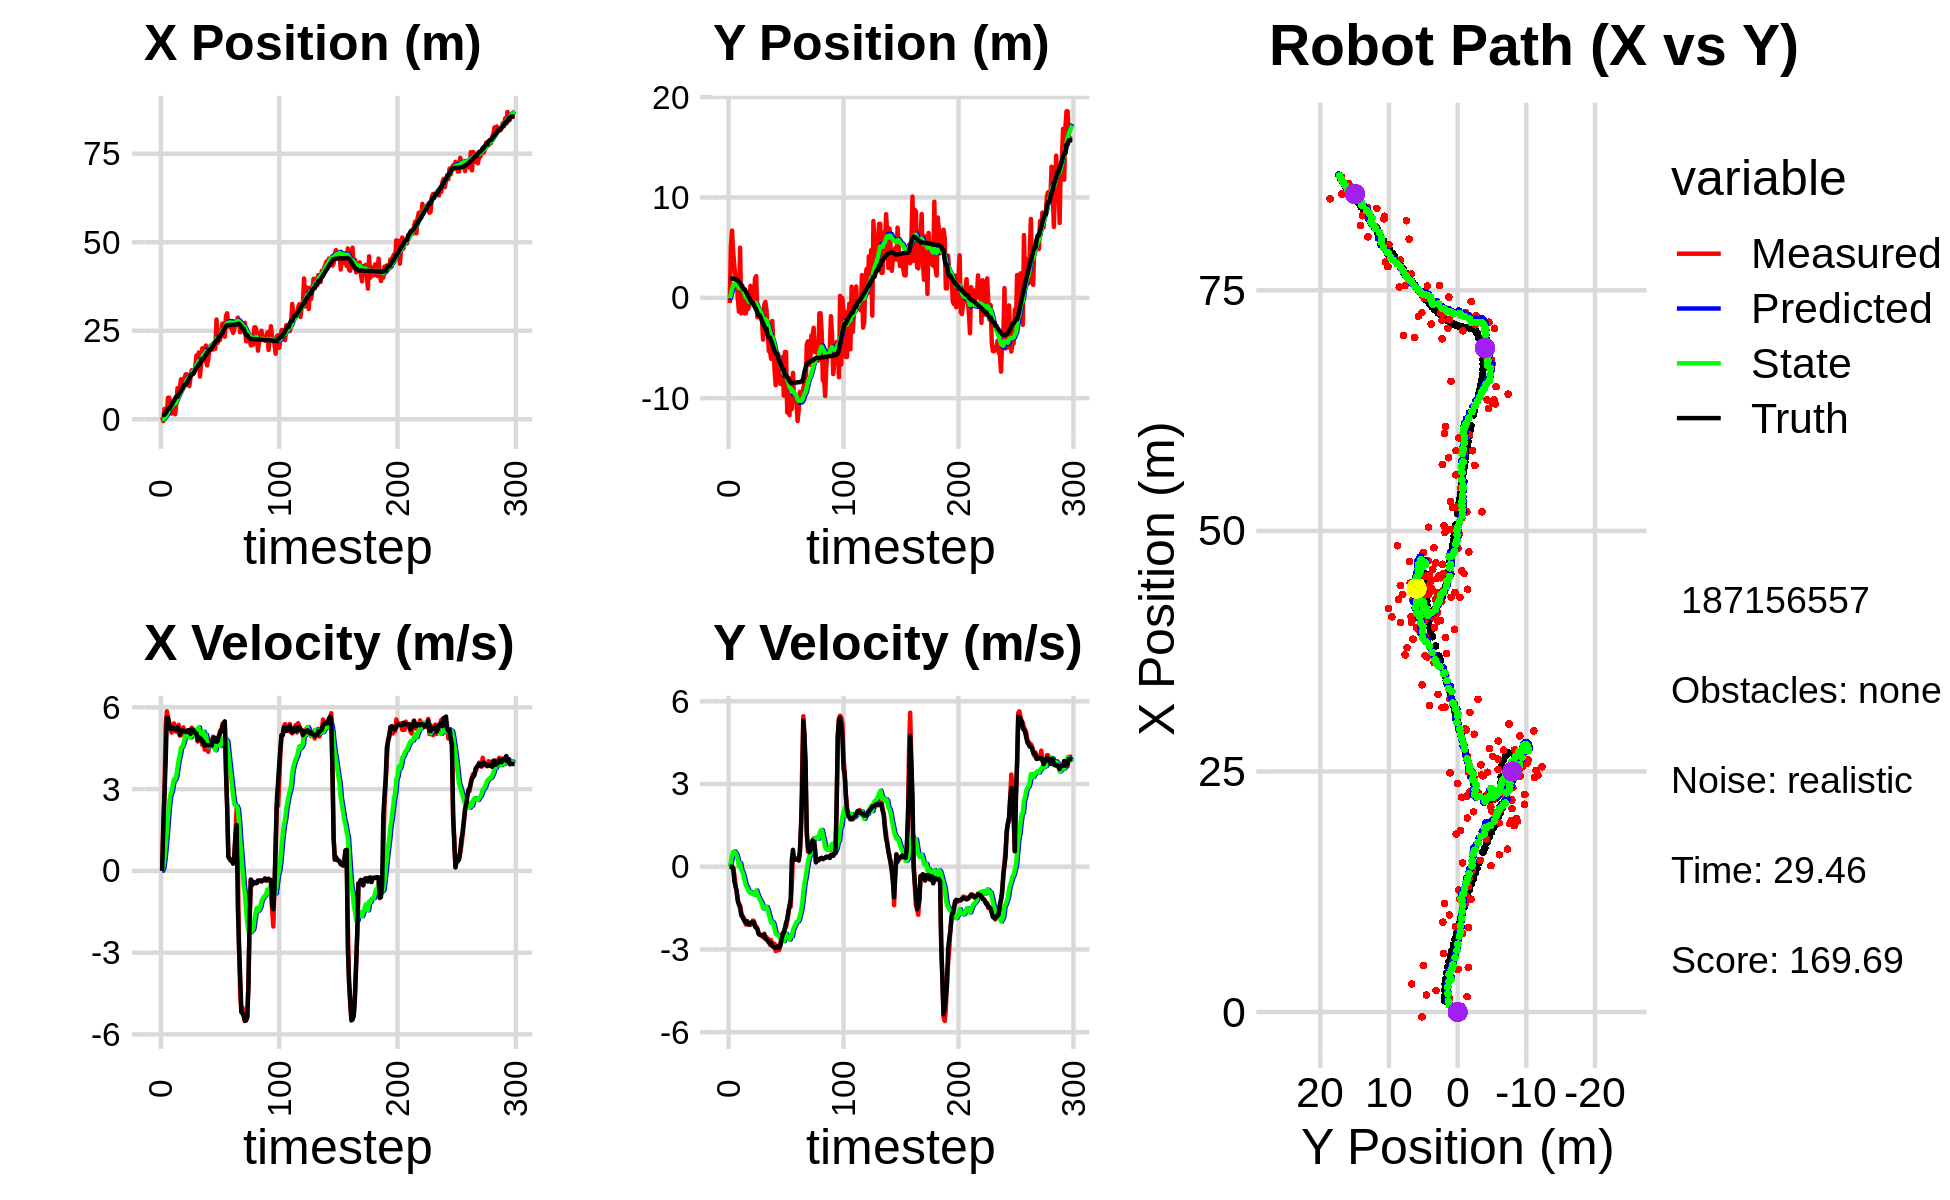 X Position (m)
75
50
25
0
0
100
200
300
timestep
Y Position (m)
20
10
0
-10
0
100
200
300
timestep
X Velocity (m/s)
6
3
0
-3
-6
0
100
200
300
timestep
Y Velocity (m/s)
6
3
0
-3
-6
0
100
200
300
timestep
Robot Path (X vs Y)
X Position (m)
75
50
25
0
20 10 0 -10 -20
Y Position (m)
variable
Measured
Predicted
State
Truth
187156557
Obstacles: none
Noise: realistic
Time: 29.46
Score: 169.69